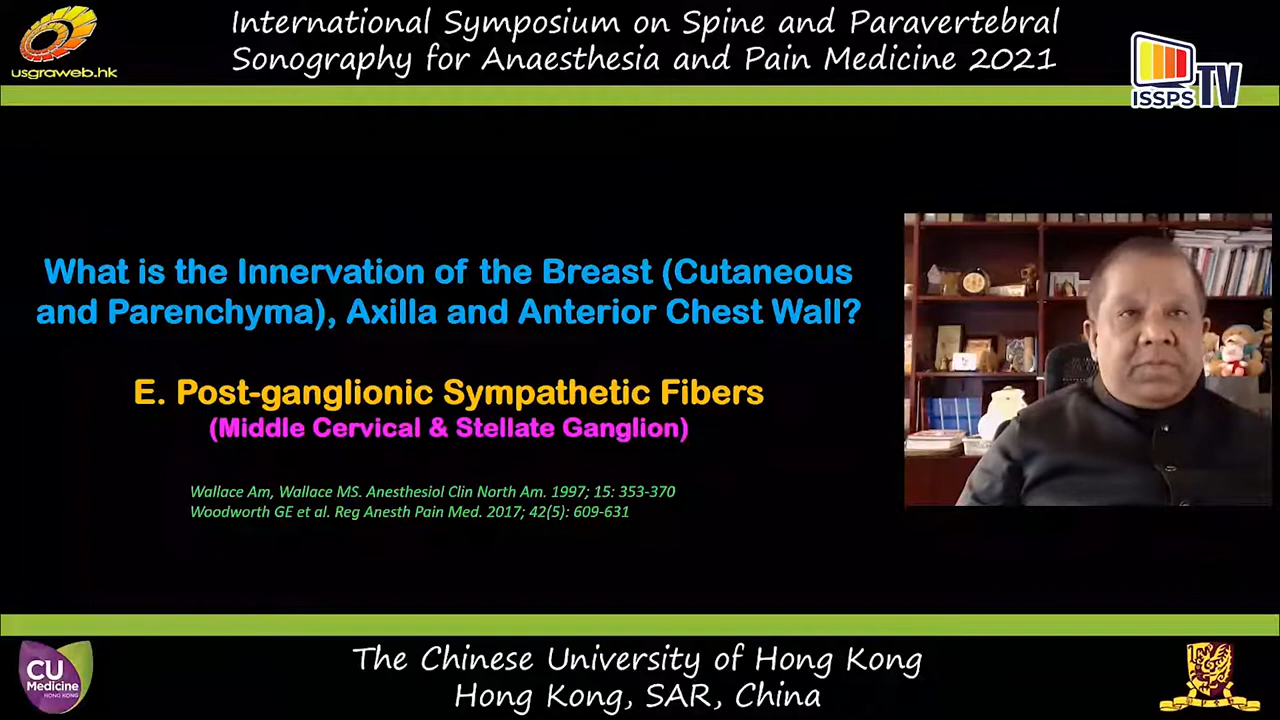 International Symposium on Spine and Paravertebral
Sonography for Anaesthesia and Pain Medicine 2021
usgraweb.hk
ISSPS TV
What is the Innervation of the Breast (Cutaneous
and Parenchyma), Axilla and Anterior Chest Wall?
E. Post-ganglionic Sympathetic Fibers
(Middle Cervical & Stellate Ganglion)
Wallace Am, Wallace MS. Anesthesiol Clin North Am. 1997; 15: 353-370
Woodworth GE et al. Reg Anesth Pain Med. 2017; 42(5): 609-631
CU
Medicine
HONG KONG
The Chinese University of Hong Kong
Hong Kong, SAR, China